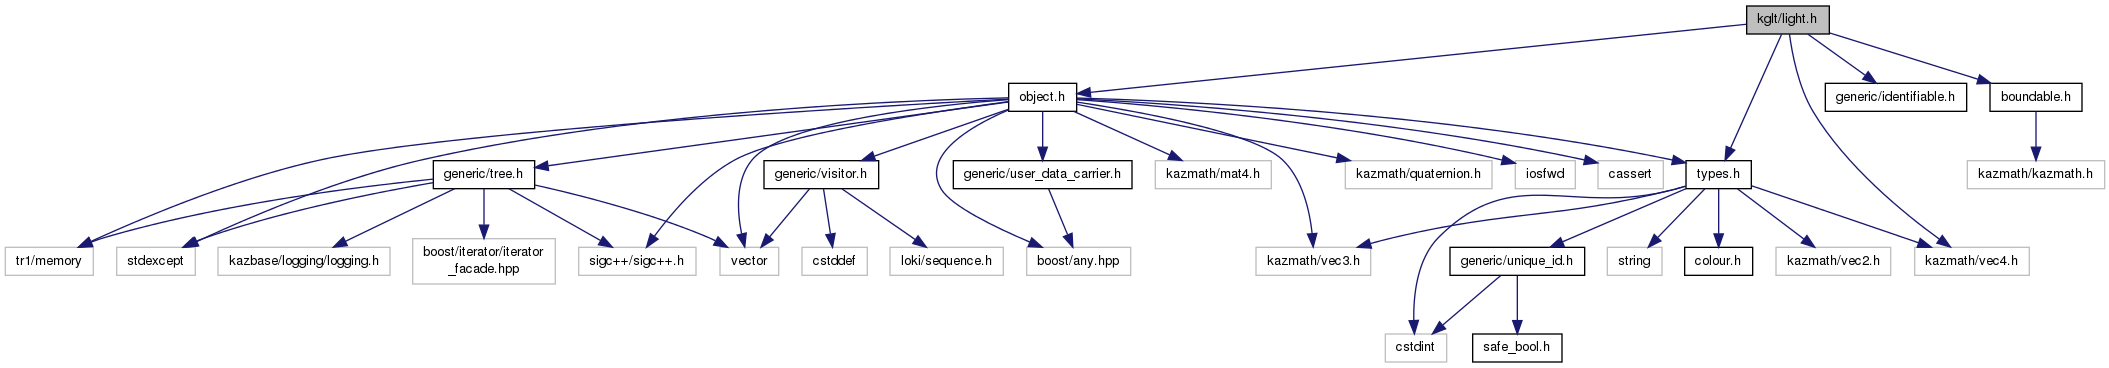 kglt/light.h
object.h
generic/identifiable.h
boundable.h
generic/tree.h
generic/visitor.h
generic/user_data_carrier.h
kazmath/mat4.h
kazmath/quaternion.h
iosfwd
cassert
types.h
kazmath/kazmath.h
tr1/memory
stdexcept
kazbase/logging/logging.h
boost/iterator/iterator
_facade.hpp
sigc++/sigc++.h
vector
cstddef
loki/sequence.h
boost/any.hpp
kazmath/vec3.h
generic/unique_id.h
string
colour.h
kazmath/vec2.h
kazmath/vec4.h
cstdint
safe_bool.h